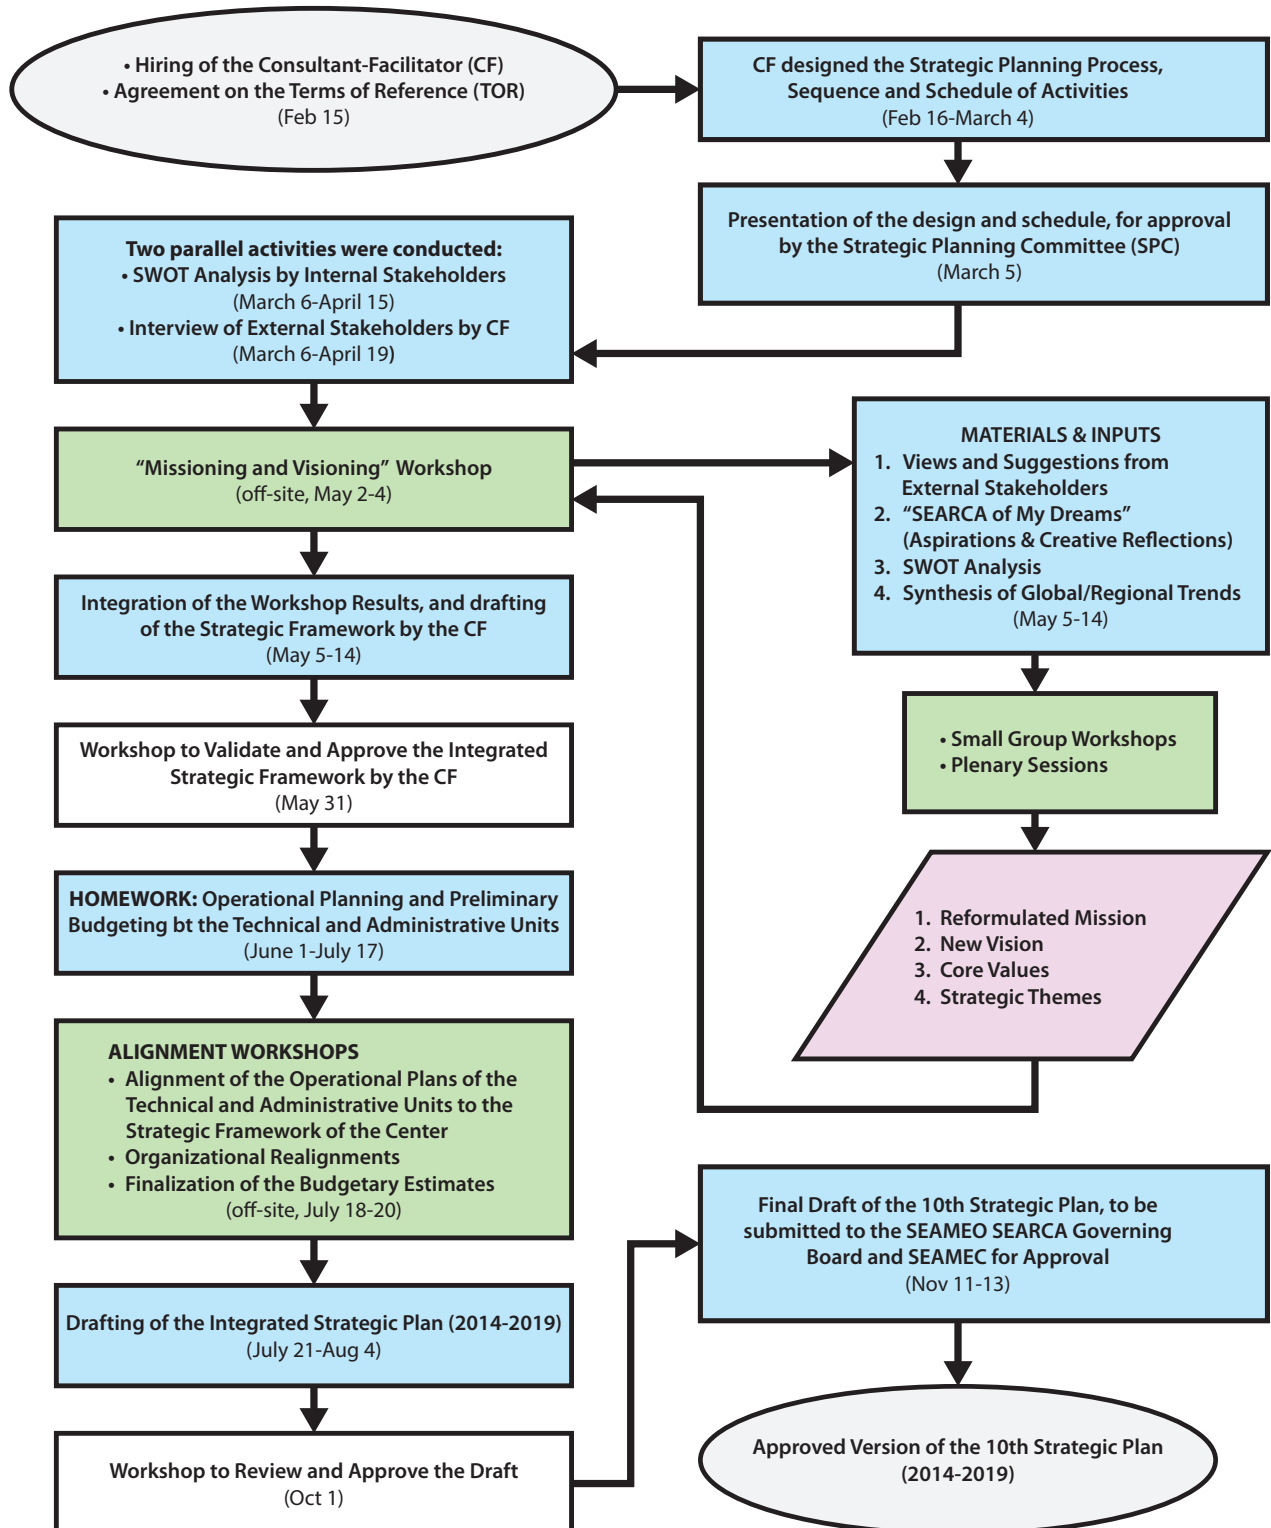 • Hiring of the Consultant-Facilitator (CF)
• Agreement on the Terms of Reference (TOR)
(Feb 15)
CF designed the Strategic Planning Process,
Sequence and Schedule of Activities
(Feb 16-March 4)
Presentation of the design and schedule, for approval
by the Strategic Planning Committee (SPC)
(March 5)
Two parallel activities were conducted:
• SWOT Analysis by Internal Stakeholders
(March 6-April 15)
• Interview of External Stakeholders by CF
(March 6-April 19)
“Missioning and Visioning” Workshop
(off-site, May 2-4)
MATERIALS & INPUTS
1. Views and Suggestions from
External Stakeholders
2. “SEARCA of My Dreams”
(Aspirations & Creative Reflections)
3. SWOT Analysis
4. Synthesis of Global/Regional Trends
(May 5-14)
• Small Group Workshops
• Plenary Sessions
1. Reformulated Mission
2. New Vision
3. Core Values
4. Strategic Themes
Integration of the Workshop Results, and drafting
of the Strategic Framework by the CF
(May 5-14)
Workshop to Validate and Approve the Integrated
Strategic Framework by the CF
(May 31)
HOMEWORK: Operational Planning and Preliminary
Budgeting bt the Technical and Administrative Units
(June 1-July 17)
ALIGNMENT WORKSHOPS
• Alignment of the Operational Plans of the
Technical and Administrative Units to the
Strategic Framework of the Center
• Organizational Realignments
• Finalization of the Budgetary Estimates
(off-site, July 18-20)
Drafting of the Integrated Strategic Plan (2014-2019)
(July 21-Aug 4)
Workshop to Review and Approve the Draft
(Oct 1)
Final Draft of the 10th Strategic Plan, to be
submitted to the SEAMEO SEARCA Governing
Board and SEAMEC for Approval
(Nov 11-13)
Approved Version of the 10th Strategic Plan
(2014-2019)